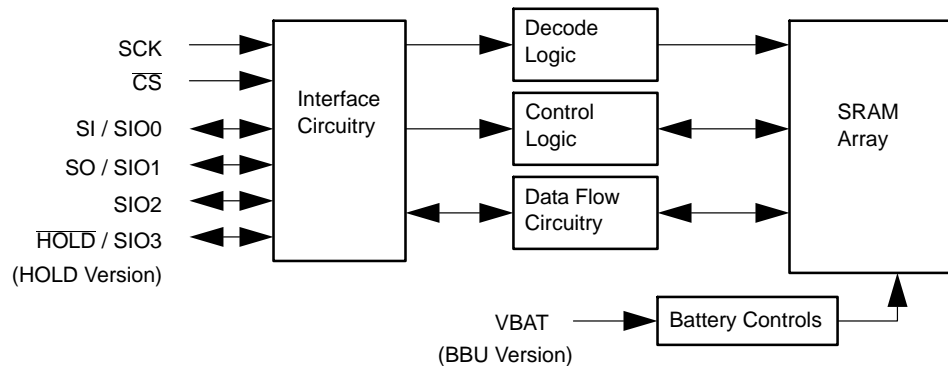 SCK
CS
SI / SIO0
SO / SIO1
SIO2
HOLD / SIO3
(HOLD Version)
Interface
Circuitry
Decode
Logic
Control
Logic
Data Flow
Circuitry
SRAM
Array
VBAT
(BBU Version)
Battery Controls